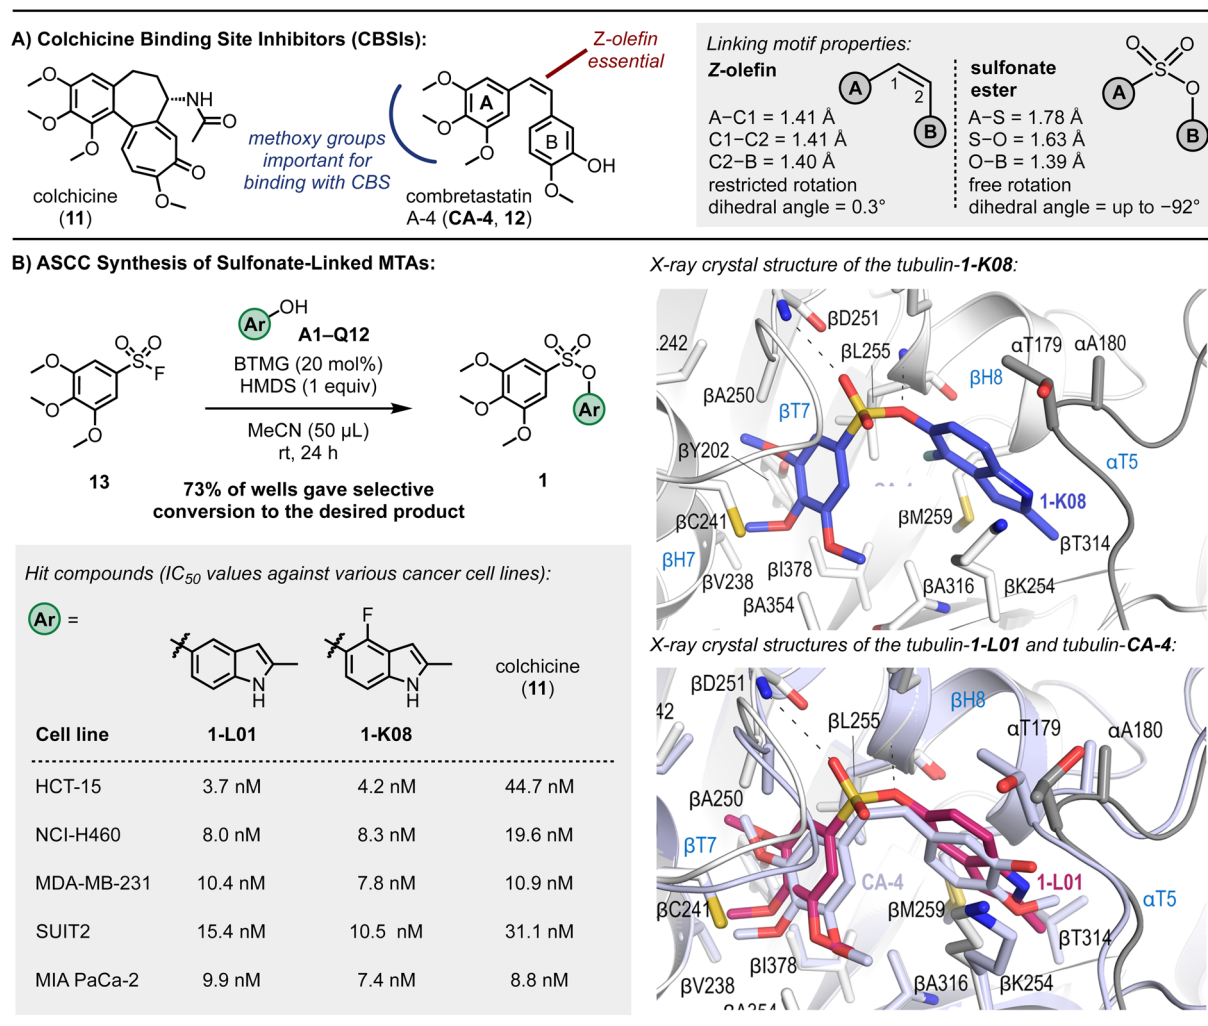 A) Colchicine Binding Site Inhibitors (CBSIs):
O
O
O
NH
O
O
O
colchicine
(11)
methoxy groups
important for
binding with CBS
Z-olefin
essential
O
O
O
A
B
OH
O
combretastatin
A-4 (CA-4, 12)
Linking motif properties:
Z-olefin
A
1
2
B
A–C1 = 1.41 Å
C1–C2 = 1.41 Å
C2–B = 1.40 Å
restricted rotation
dihedral angle = 0.3°
sulfonate
ester
O
O
S
O
A
B
A–S = 1.78 Å
S–O = 1.63 Å
O–B = 1.39 Å
free rotation
dihedral angle = up to −92°
B) ASCC Synthesis of Sulfonate-Linked MTAs:
O
O
O
O O
S
F
13
Ar
OH
A1–Q12
BTMG (20 mol%)
HMDS (1 equiv)
MeCN (50 µL)
rt, 24 h
O
O
O
O O
S
O
Ar
1
73% of wells gave selective
conversion to the desired product
Hit compounds (IC50 values against various cancer cell lines):
Ar =
N
H
F
N
H
colchicine
(11)
Cell line 1-L01 1-K08
HCT-15 3.7 nM 4.2 nM 44.7 nM
NCI-H460 8.0 nM 8.3 nM 19.6 nM
MDA-MB-231 10.4 nM 7.8 nM 10.9 nM
SUIT2 15.4 nM 10.5 nM 31.1 nM
MIA PaCa-2 9.9 nM 7.4 nM 8.8 nM
X-ray crystal structure of the tubulin-1-K08:
βD251
.242
βL255
αT179
αA180
βH8
βA250
βT7
βY202
αT5
1-K08
βC241
βM259
βT314
βH7
βV238
βI378
βA316
βK254
βA354
X-ray crystal structures of the tubulin-1-L01 and tubulin-CA-4:
βD251
βH8
42
βL255
αT179
αA180
βA250
βT7
CA-4
1-L01
αT5
βC241
βM259
βT314
βI378
βV238
βA316
βK254